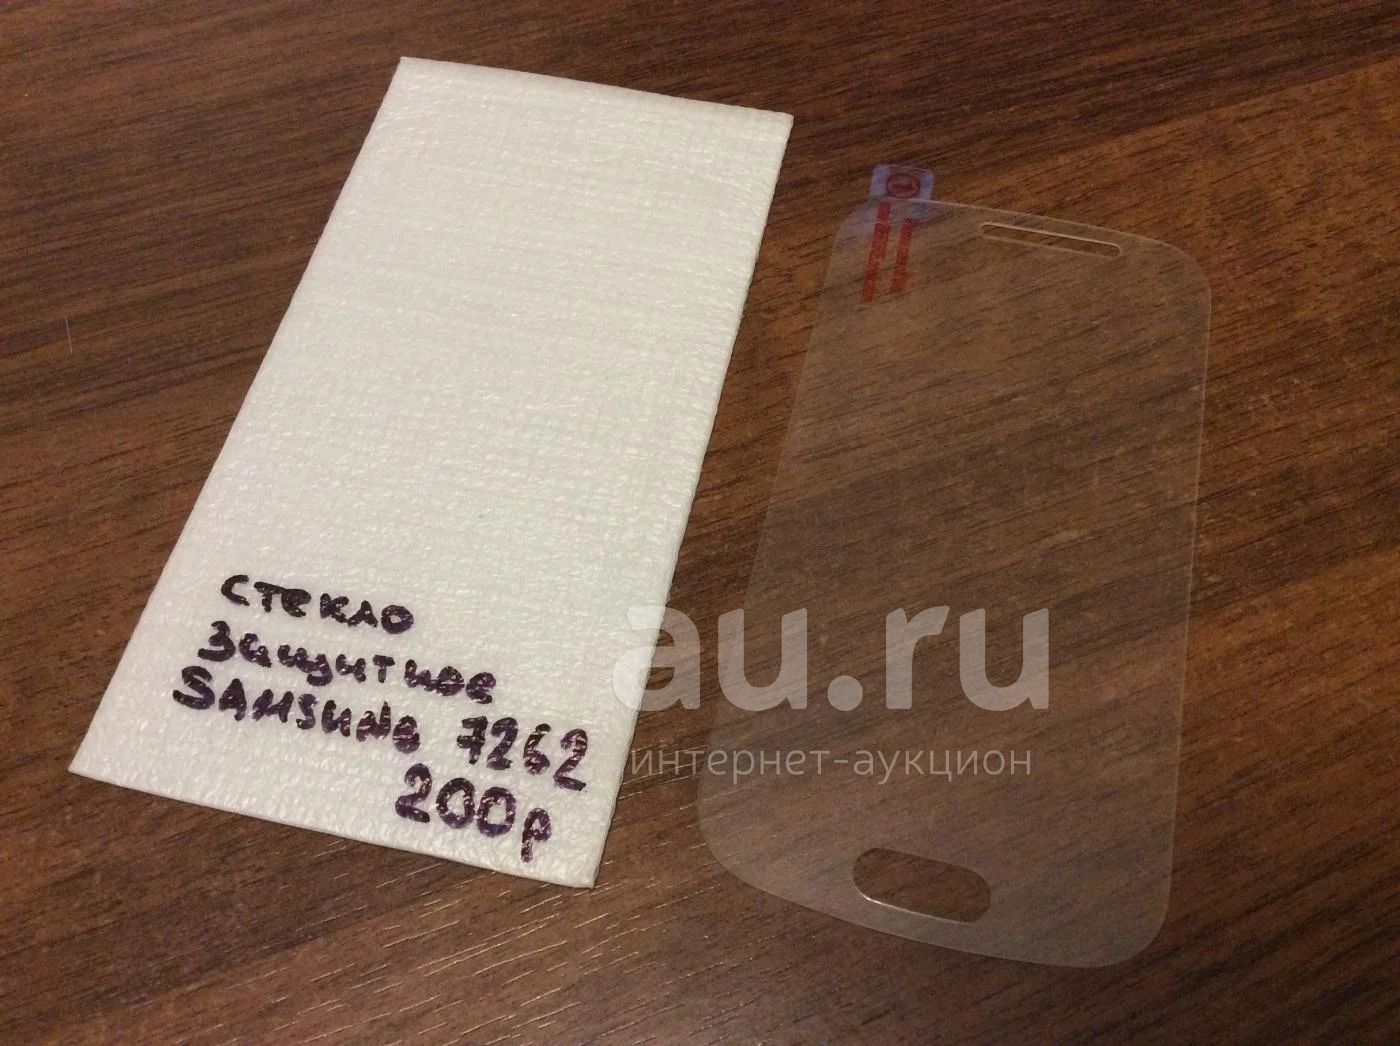 стекло
защитное
SAMSUNG 7262
200р
au.ru
интернет-аукцион